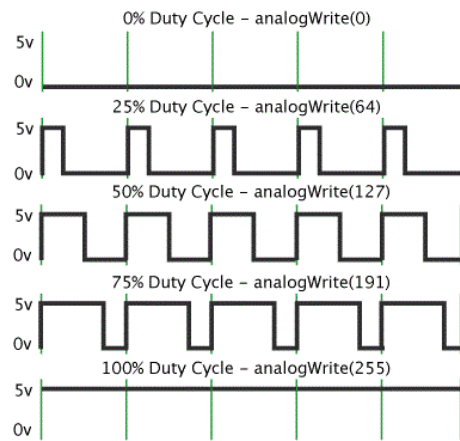 0% Duty Cycle – analogWrite(0)
5v
0v
25% Duty Cycle – analogWrite(64)
5v
0v
50% Duty Cycle – analogWrite(127)
5v
0v
75% Duty Cycle – analogWrite(191)
5v
0v
100% Duty Cycle – analogWrite(255)
5v
0v